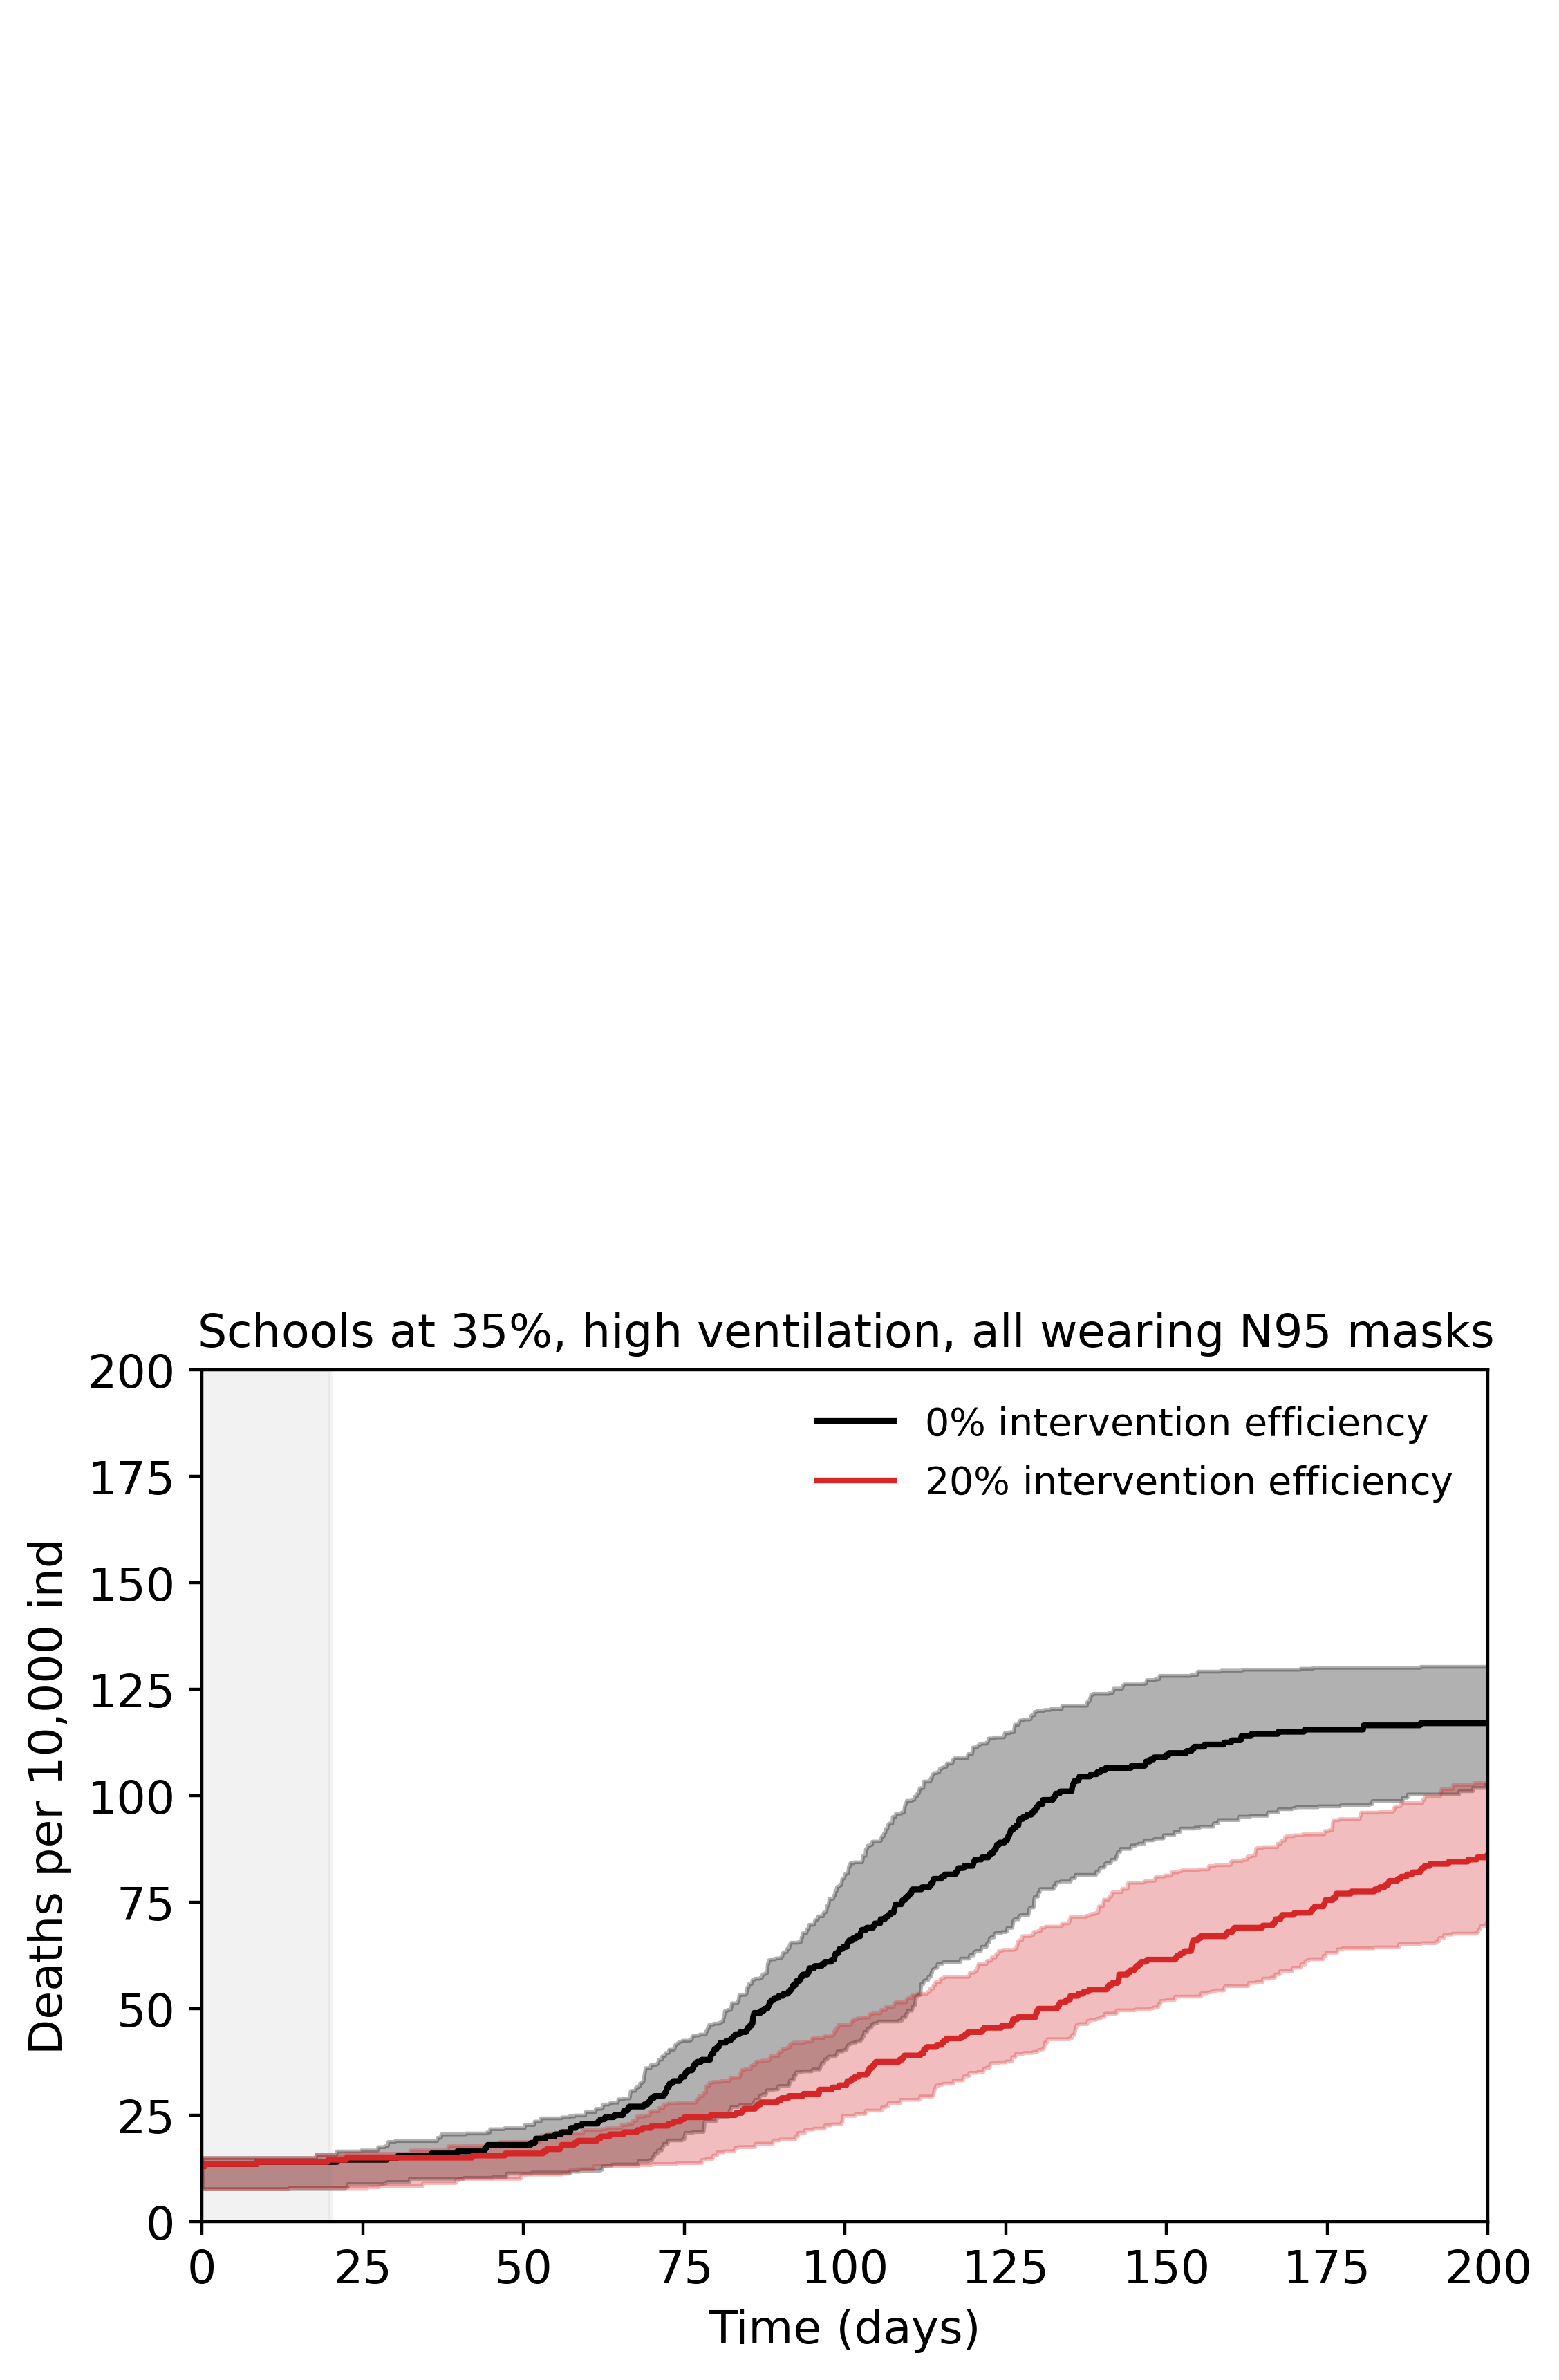 Schools at 35%, high ventilation, all wearing N95 masks
200
175
150
125
100
75
50
25
0
Deaths per 10,000 ind
0% intervention efficiency
20% intervention efficiency
0 25 50 75 100 125 150 175 200
Time (days)